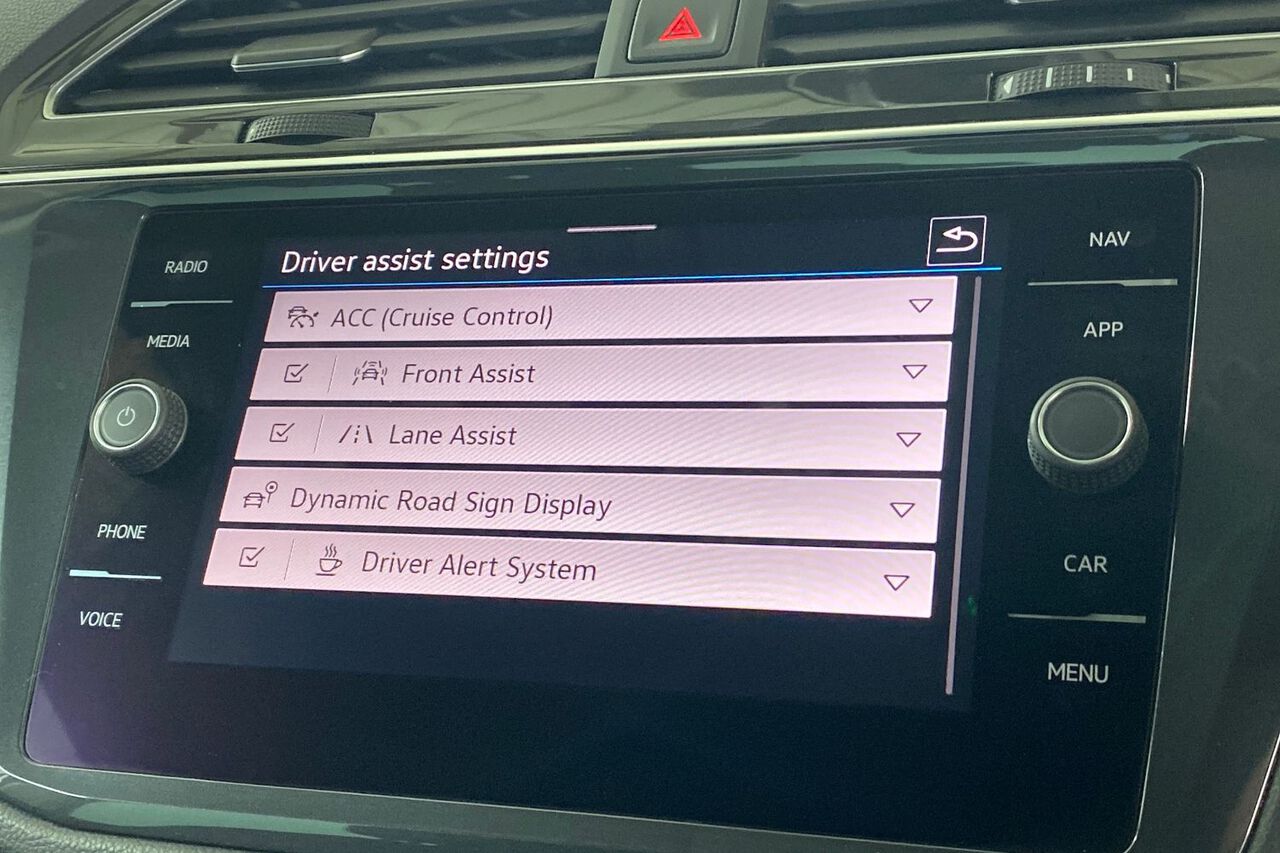 RADIO
MEDIA
PHONE
VOICE
Driver assist settings
ACC (Cruise Control)
Front Assist
Lane Assist
Dynamic Road Sign Display
Driver Alert System
NAV
APP
CAR
MENU